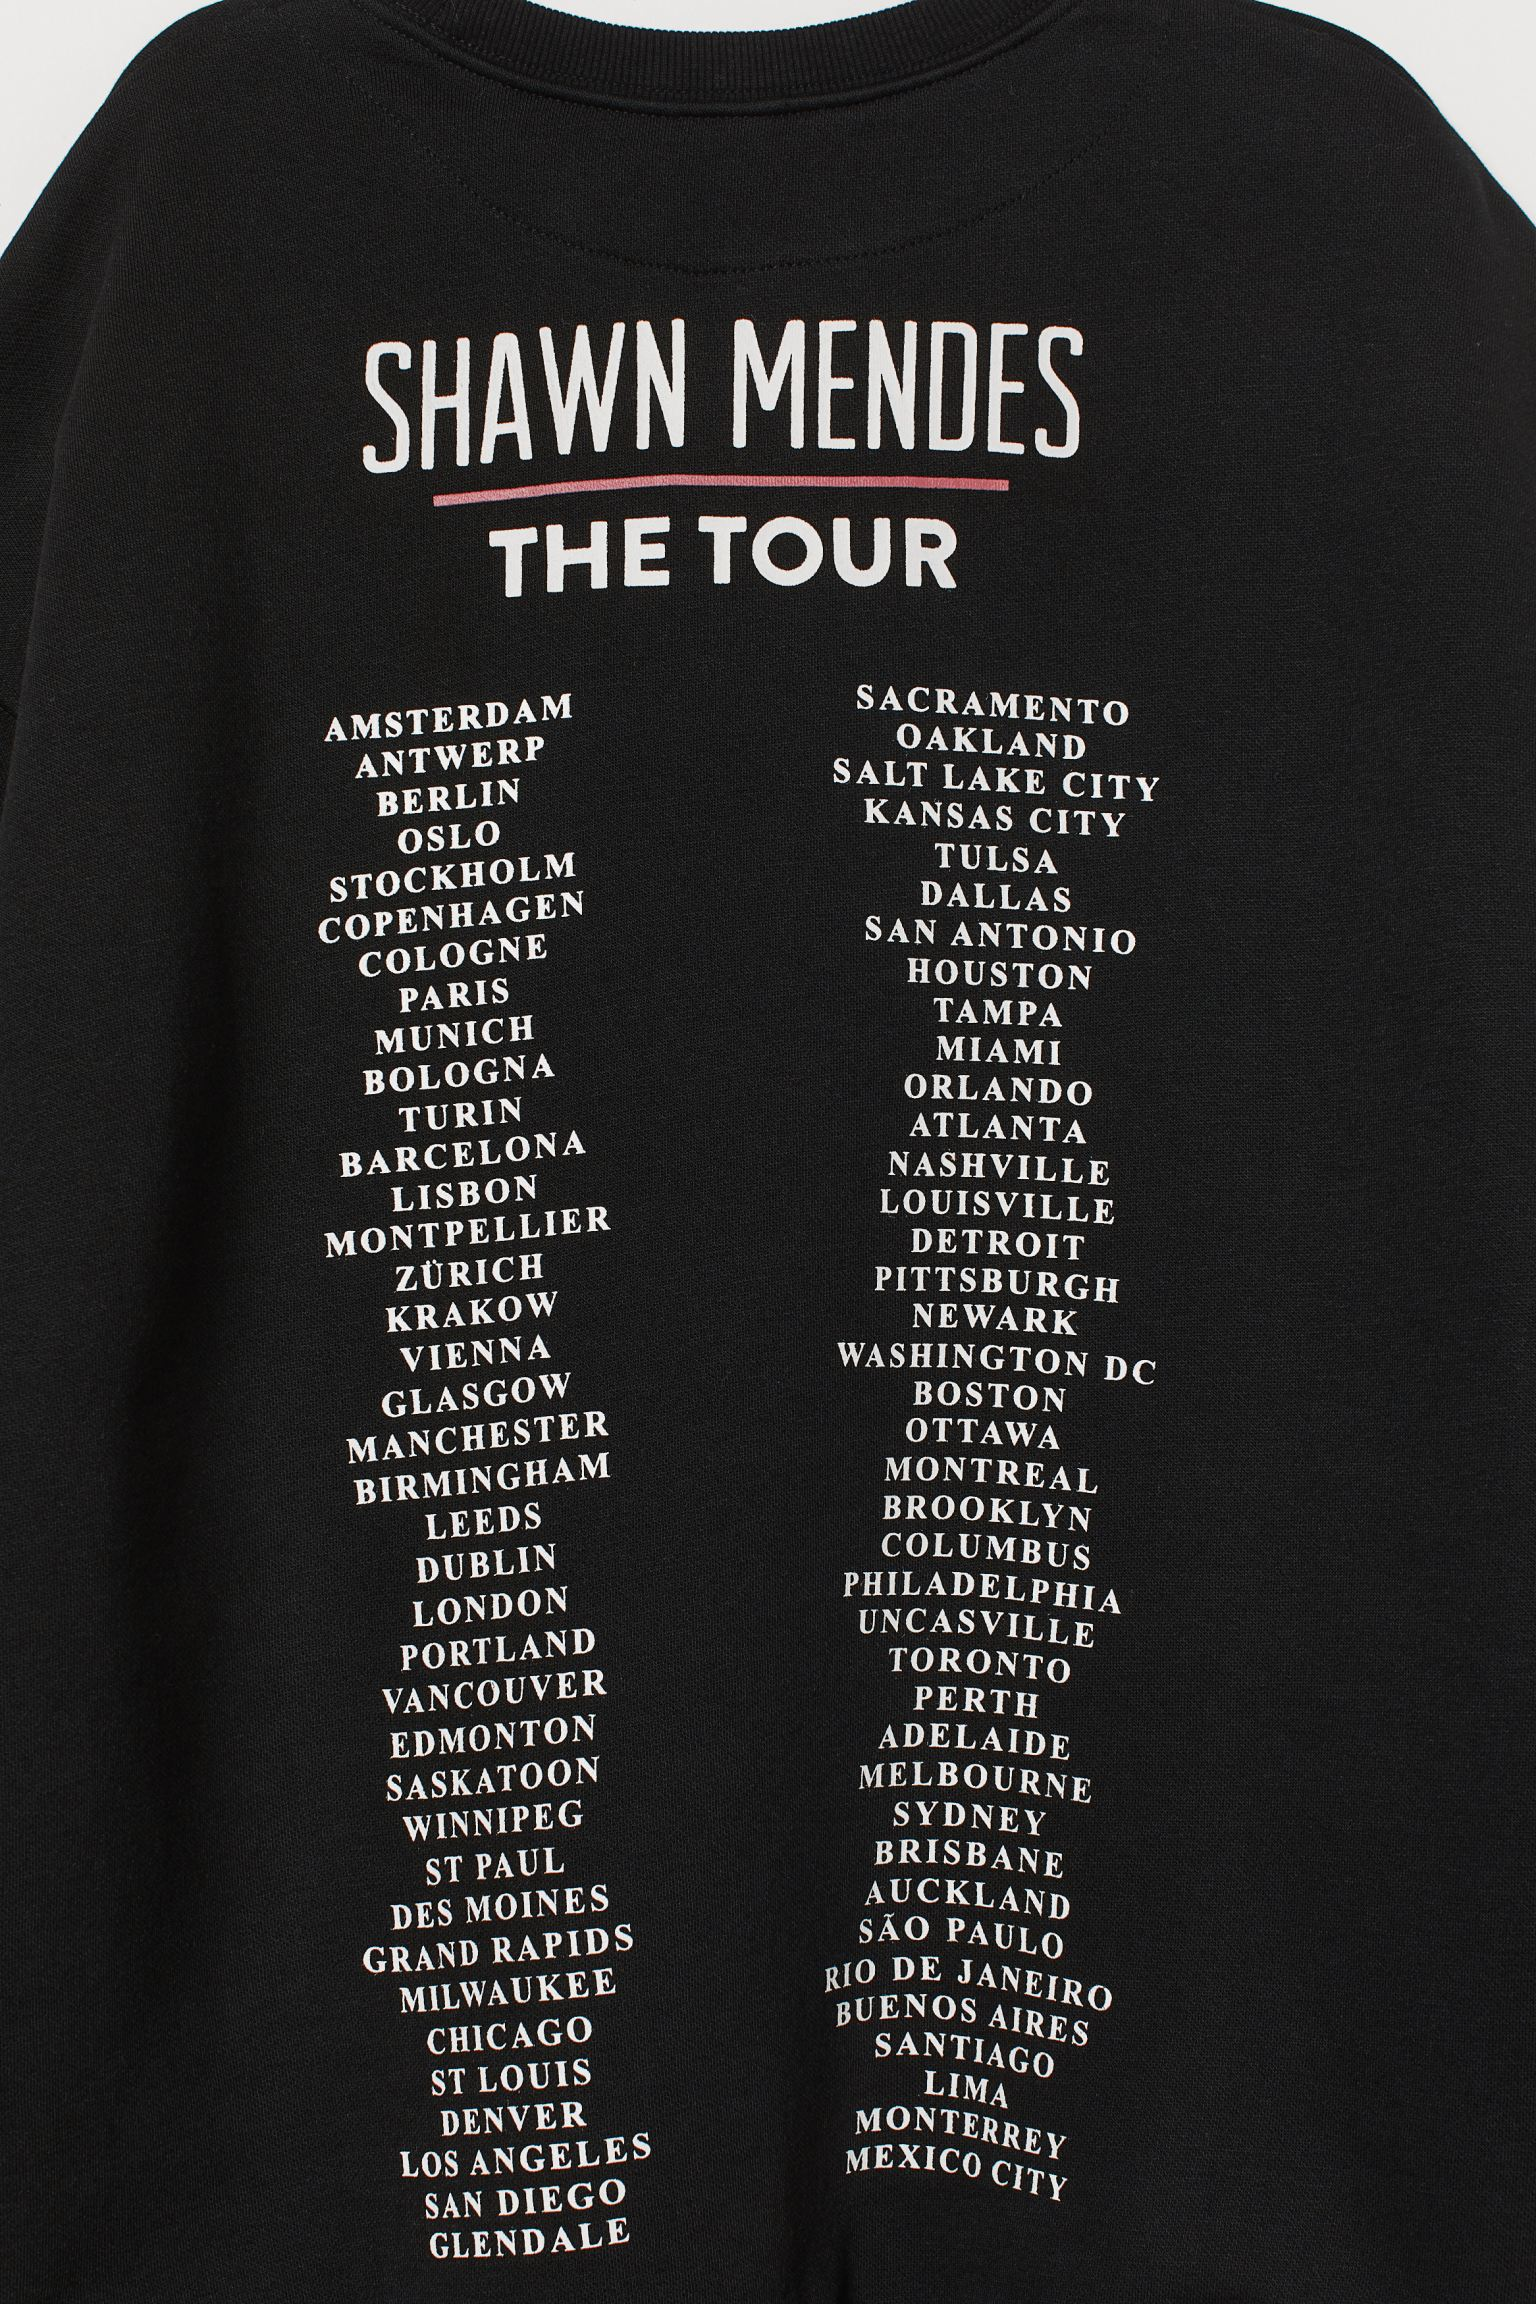 SHAWN MENDES
THE TOUR
AMSTERDAM
ANTWERP
BERLIN
OSLO
STOCKHOLM
COPENHAGEN
COLOGNE
PARIS
MUNICH
BOLOGNA
TURIN
BARCELONA
LISBON
MONTPELLIER
ZÜRICH
KRAKOW
VIENNA
GLASGOW
MANCHESTER
BIRMINGHAM
LEEDS
DUBLIN
LONDON
PORTLAND
VANCOUVER
EDMONTON
SASKATOON
WINNIPEG
ST PAUL
DES MOINES
GRAND RAPIDS
MILWAUKEE
CHICAGO
ST LOUIS
DENVER
LOS ANGELES
SAN DIEGO
GLENDALE
SACRAMENTO
OAKLAND
SALT LAKE CITY
KANSAS CITY
TULSA
DALLAS
SAN ANTONIO
HOUSTON
TAMPA
MIAMI
ORLANDO
ATLANTA
NASHVILLE
LOUISVILLE
DETROIT
PITTSBURGH
NEWARK
WASHINGTON DC
BOSTON
OTTAWA
MONTREAL
BROOKLYN
COLUMBUS
PHILADELPHIA
UNCASVILLE
TORONTO
PERTH
ADELAIDE
MELBOURNE
SYDNEY
BRISBANE
AUCKLAND
SÃO PAULO
RIO DE JANEIRO
BUENOS AIRES
SANTIAGO
LIMA
MONTERREY
MEXICO CITY